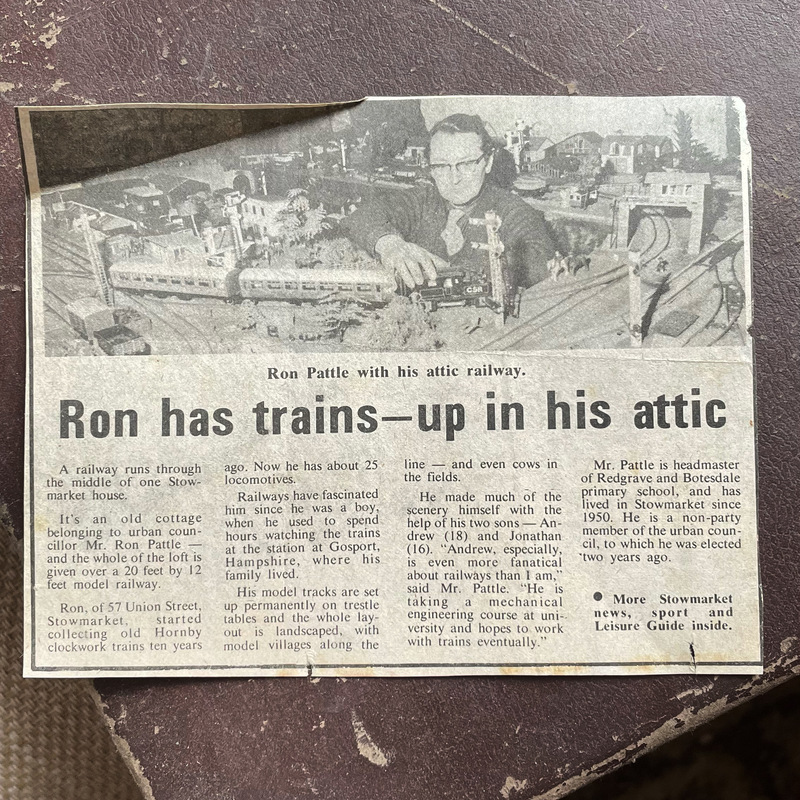 CSR
Ron Pattle with his attic railway.
Ron has trains—up in his attic
A railway runs through
the middle of one Stow-
market house.
It's an old cottage
belonging to urban coun-
cillor Mr. Ron Pattle —
and the whole of the loft is
given over a 20 feet by 12
feet model railway.
Ron, of 57 Union Street,
Stowmarket, started
collecting old Hornby
clockwork trains ten years
ago. Now he has about 25
locomotives.
Railways have fascinated
him since he was a boy,
when he used to spend
hours watching the trains
at the station at Gosport,
Hampshire, where his
family lived.
His model tracks are set
up permanently on trestle
tables and the whole lay-
out is landscaped, with
model villages along the
line — and even cows in
the fields.
He made much of the
scenery himself with the
help of his two sons — An-
drew (18) and Jonathan
(16). "Andrew, especially,
is even more fanatical
about railways than I am,"
said Mr. Pattle. "He is
taking a mechanical
engineering course at uni-
versity and hopes to work
with trains eventually."
Mr. Pattle is headmaster
of Redgrave and Botesdale
primary school, and has
lived in Stowmarket since
1950. He is a non-party
member of the urban coun-
cil, to which he was elected
two years ago.
● More Stowmarket
news, sport and
Leisure Guide inside.